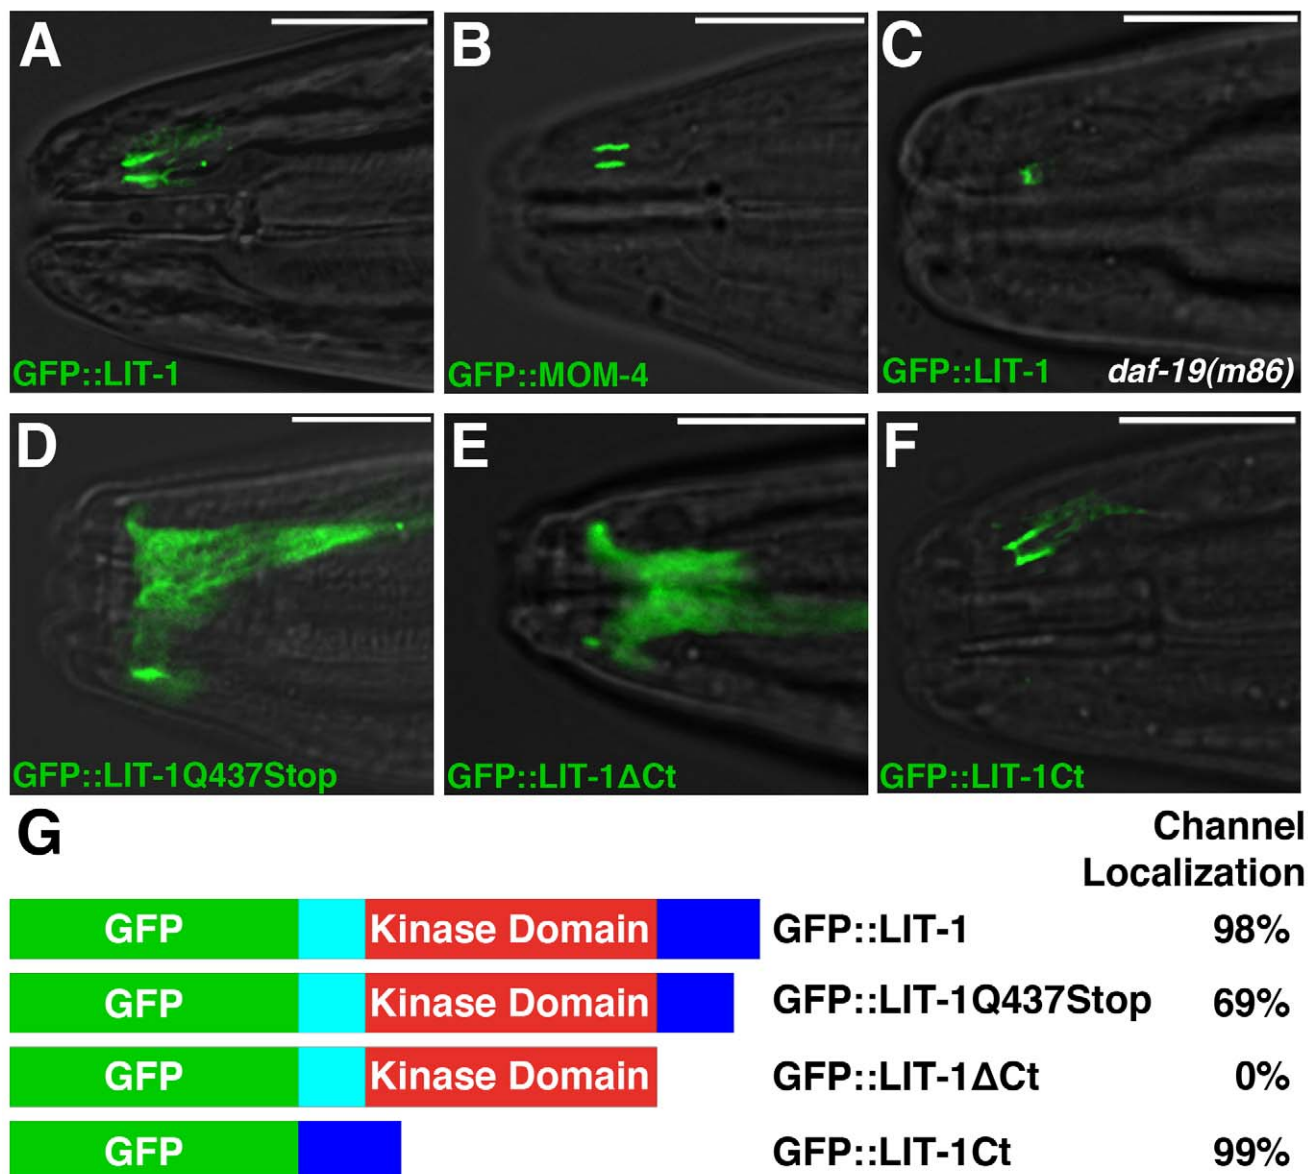 A
GFP::LIT-1
B
GFP::MOM-4
C
GFP::LIT-1 daf-19(m86)
D
GFP::LIT-1Q437Stop
E
GFP::LIT-1ΔCt
F
GFP::LIT-1Ct
G
Channel
Localization
GFP Kinase Domain GFP::LIT-1 98%
GFP Kinase Domain GFP::LIT-1Q437Stop 69%
GFP Kinase Domain GFP::LIT-1ΔCt 0%
GFP GFP::LIT-1Ct 99%